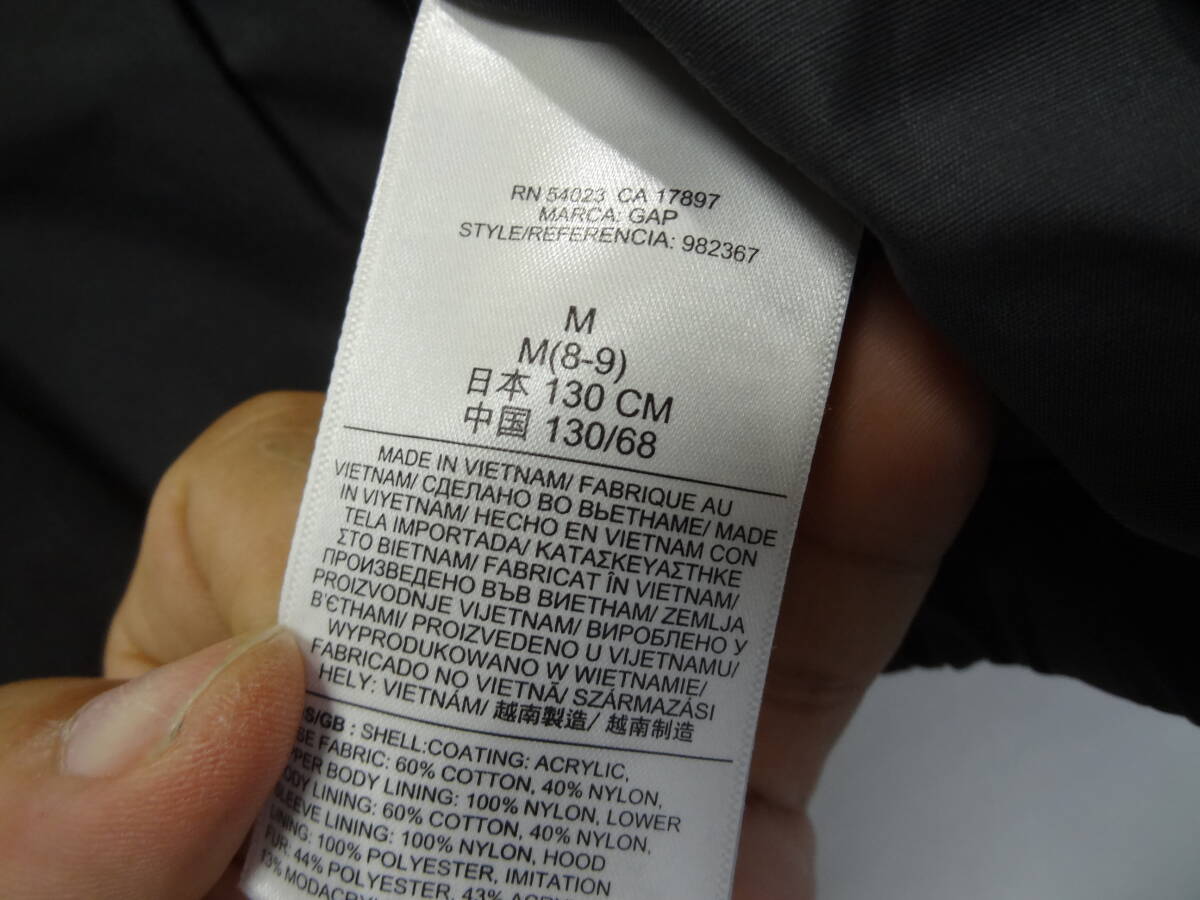 RN 54023 CA 17897
MARCA: GAP
STYLE/REFERENCIA: 982367
M
M(8-9)
日本 130 CM
中国 130/68
MADE IN VIETNAM/ FABRIQUE AU
VIETNAM/ СДЕЛАНО ВО ВЬЕТНАМЕ/ MADE
IN VIYETNAM/ HECHO EN VIETNAM CON
TELA IMPORTADA/ ΚΑΤΑΣΚΕΥΑΣΤΗΚΕ
ΣΤΟ ΒΙΕΤΝΑΜ/ FABRICAT ÎN VIETNAM/
ПРОИЗВЕДЕНО ВЪВ ВИЕТНАМ/ ZEMLJA
PROIZVODNJE VIJETNAM/ ВИРОБЛЕНО У
В'ЄТНАМІ/ PROIZVEDENO U VIJETNAMU/
WYPRODUKOWANO W WIETNAMIE/
FABRICADO NO VIETNÃ/ SZÁRMAZÁSI
HELY: VIETNÁM/ 越南製造/ 越南制造
/GB : SHELL:COATING: ACRYLIC,
FABRIC: 60% COTTON, 40% NYLON,
BODY LINING: 100% NYLON, LOWER
LINING: 60% COTTON, 40% NYLON,
LINING: 100% NYLON, HOOD
100% POLYESTER, IMITATION
FUR: 44% POLYESTER, 43%